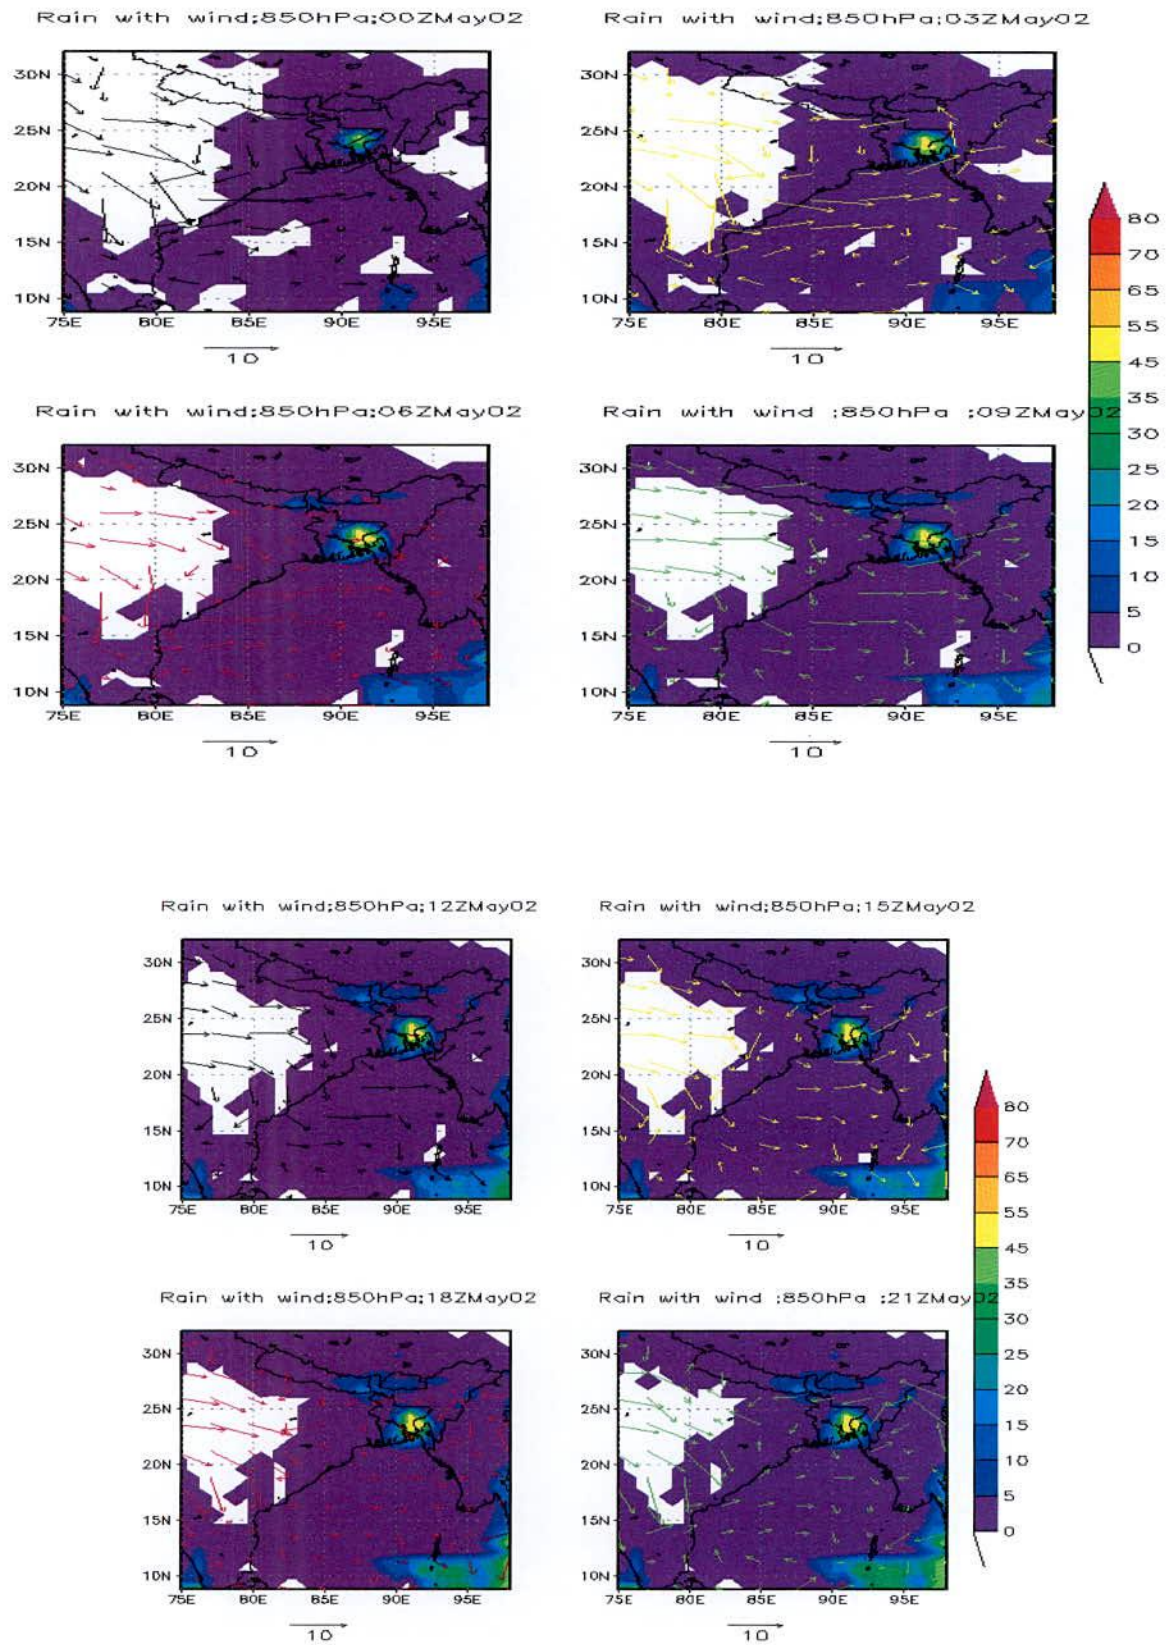 Rain with wind;850hPa;00ZMay02
Rain with wind;850hPa;03ZMay02
30N
25N
20N
15N
10N
75E 80E 85E 90E 95E
10
30N
25N
20N
15N
10N
75E 80E 85E 90E 95E
10
80
70
65
55
45
35
30
25
20
15
10
5
0
Rain with wind;850hPa;06ZMay02
Rain with wind ;850hPa ;09ZMay02
30N
25N
20N
15N
10N
75E 80E 85E 90E 95E
10
30N
25N
20N
15N
10N
75E 80E 85E 90E 95E
10
Rain with wind;850hPa;12ZMay02
Rain with wind;850hPa;15ZMay02
30N
25N
20N
15N
10N
75E 80E 85E 90E 95E
10
30N
25N
20N
15N
10N
75E 80E 85E 90E 95E
10
80
70
65
55
45
35
30
25
20
15
10
5
0
Rain with wind;850hPa;18ZMay02
Rain with wind ;850hPa ;21ZMay02
30N
25N
20N
15N
10N
75E 80E 85E 90E 95E
10
30N
25N
20N
15N
10N
75E 80E 85E 90E 95E
10